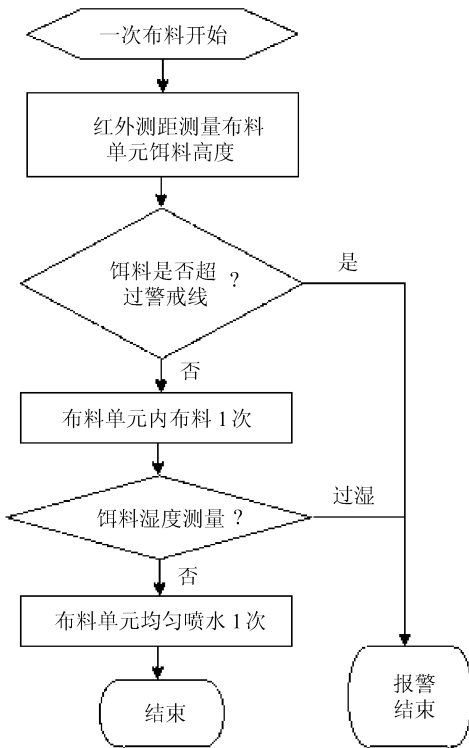 一次布料开始
红外测距测量布料
单元饵料高度
饵料是否超
过警戒线
？
是
否
布料单元内布料1次
饵料湿度测量？
过湿
否
布料单元均匀喷水1次
结束
报警
结束